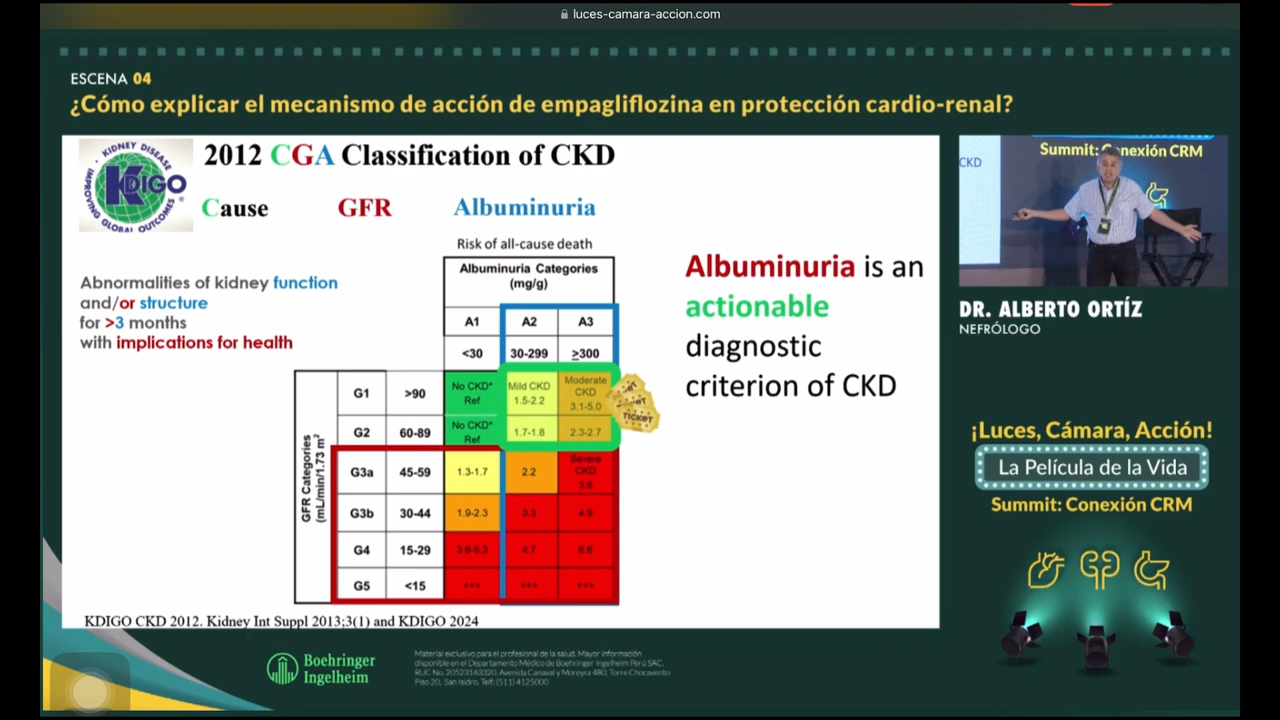 luces-camara-accion.com
ESCENA 04
¿Cómo explicar el mecanismo de acción de empagliflozina en protección cardio-renal?
KIDNEY DISEASE
KDIGO
IMPROVING GLOBAL OUTCOMES
2012 CGA Classification of CKD
Cause GFR Albuminuria
Risk of all-cause death
Albuminuria Categories
(mg/g)
Abnormalities of kidney function
and/or structure
for >3 months
with implications for health
A1 A2 A3
<30 30-299 ≥300
GFR Categories
(mL/min/1.73 m²
G1 >90 No CKD* Ref Mild CKD 1.5-2.2 Moderate CKD 3.1-5.0
G2 60-89 No CKD* Ref 1.7-1.8 2.3-2.7
G3a 45-59 1.3-1.7 2.2 Severe CKD 3.6
G3b 30-44 1.9-2.3 3.3 4.9
G4 15-29 3.6-5.3 4.7 6.6
G5 <15 +++ +++ +++
TICKET
Albuminuria is an
actionable
diagnostic
criterion of CKD
KDIGO CKD 2012. Kidney Int Suppl 2013;3(1) and KDIGO 2024
CKD
Summit: Conexión CRM
DR. ALBERTO ORTÍZ
NEFRÓLOGO
¡Luces, Cámara, Acción!
La Película de la Vida
Summit: Conexión CRM
Boehringer
Ingelheim
Material exclusivo para el profesional de la salud. Mayor información
disponible en el Departamento Médico de Boehringer Ingelheim Perú SAC.
RUC No. 20523163320. Avenida Canaval y Moreyra 480, Torre Chocavento
Piso 20, San Isidro. Telf: (511) 4125000